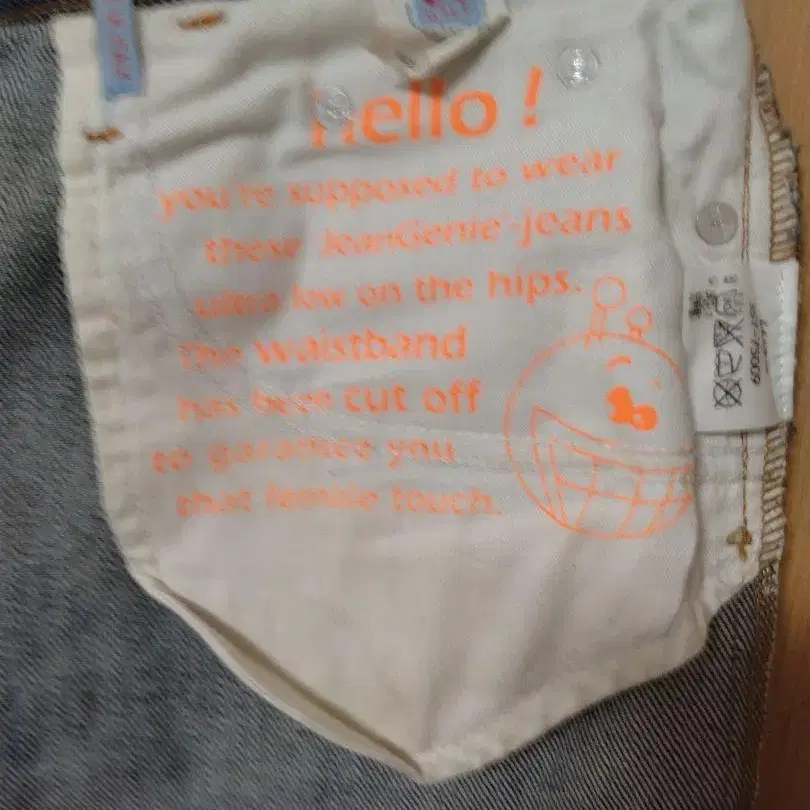 hello !
you're supposed to wear
these JeanGenie'-jeans
ultra low on the hips.
the waistband
has been cut off
to garantee you
that female touch.